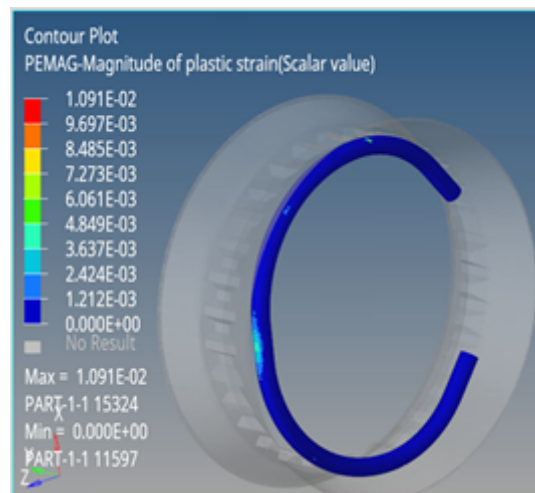 Contour Plot
PEMAG-Magnitude of plastic strain(Scalar value)
1.091E-02
9.697E-03
8.485E-03
7.273E-03
6.061E-03
4.849E-03
3.637E-03
2.424E-03
1.212E-03
0.000E+00
No Result
Max = 1.091E-02
PART-1-1 15324
X
Min = 0.000E+00
Y
PART-1-1 11597
Z